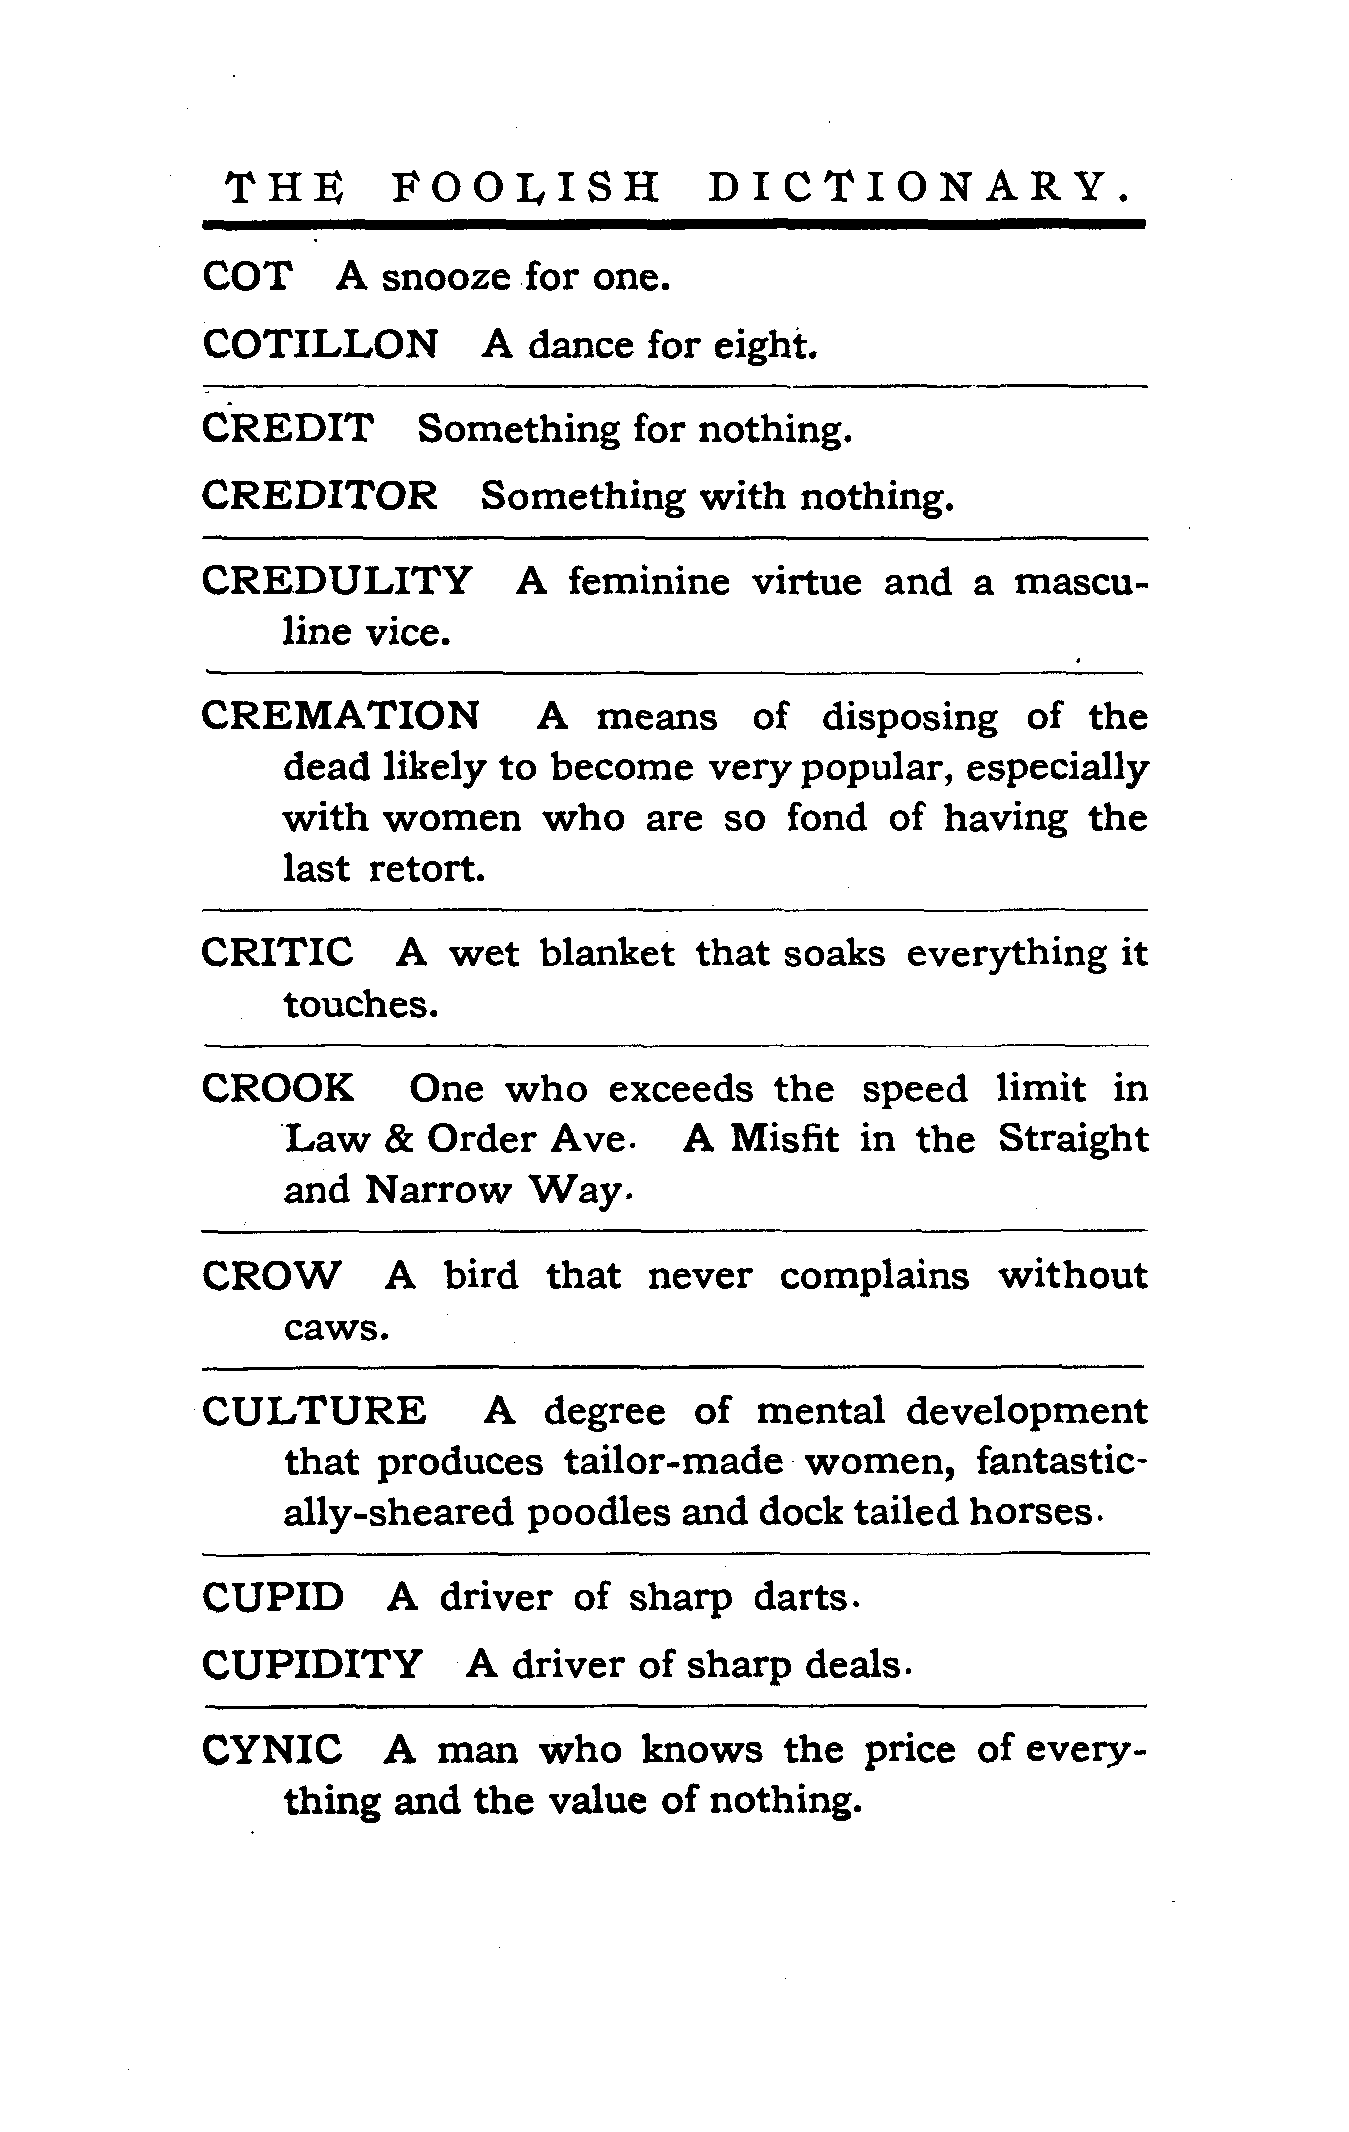 THE FOOLISH DICTIONARY.
COT A snooze for one.
COTILLON A dance for eight.
CREDIT Something for nothing.
CREDITOR Something with nothing.
CREDULITY A feminine virtue and a mascu-
line vice.
CREMATION A means of disposing of the
dead likely to become very popular, especially
with women who are so fond of having the
last retort.
CRITIC A wet blanket that soaks everything it
touches.
CROOK One who exceeds the speed limit in
Law & Order Ave. A Misfit in the Straight
and Narrow Way.
CROW A bird that never complains without
caws.
CULTURE A degree of mental development
that produces tailor-made women, fantastic-
ally-sheared poodles and dock tailed horses.
CUPID A driver of sharp darts.
CUPIDITY A driver of sharp deals.
CYNIC A man who knows the price of every-
thing and the value of nothing.